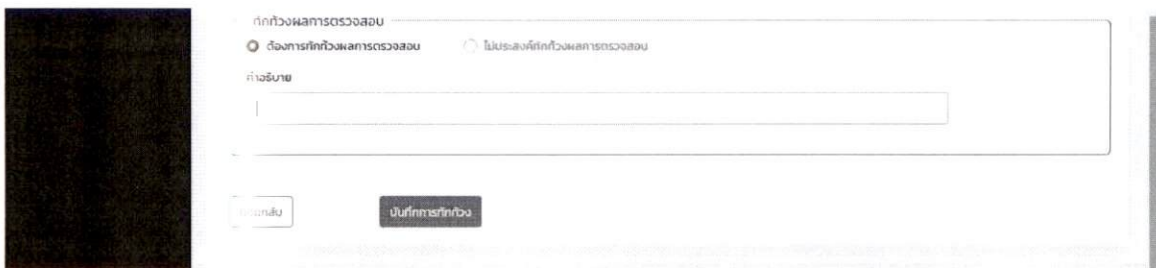 ทักท้วงผลการตรวจสอบ
ต้องการทักท้วงผลการตรวจสอบ ไม่ประสงค์ทักท้วงผลการตรวจสอบ
คำอธิบาย
บันทึกการทักท้วง